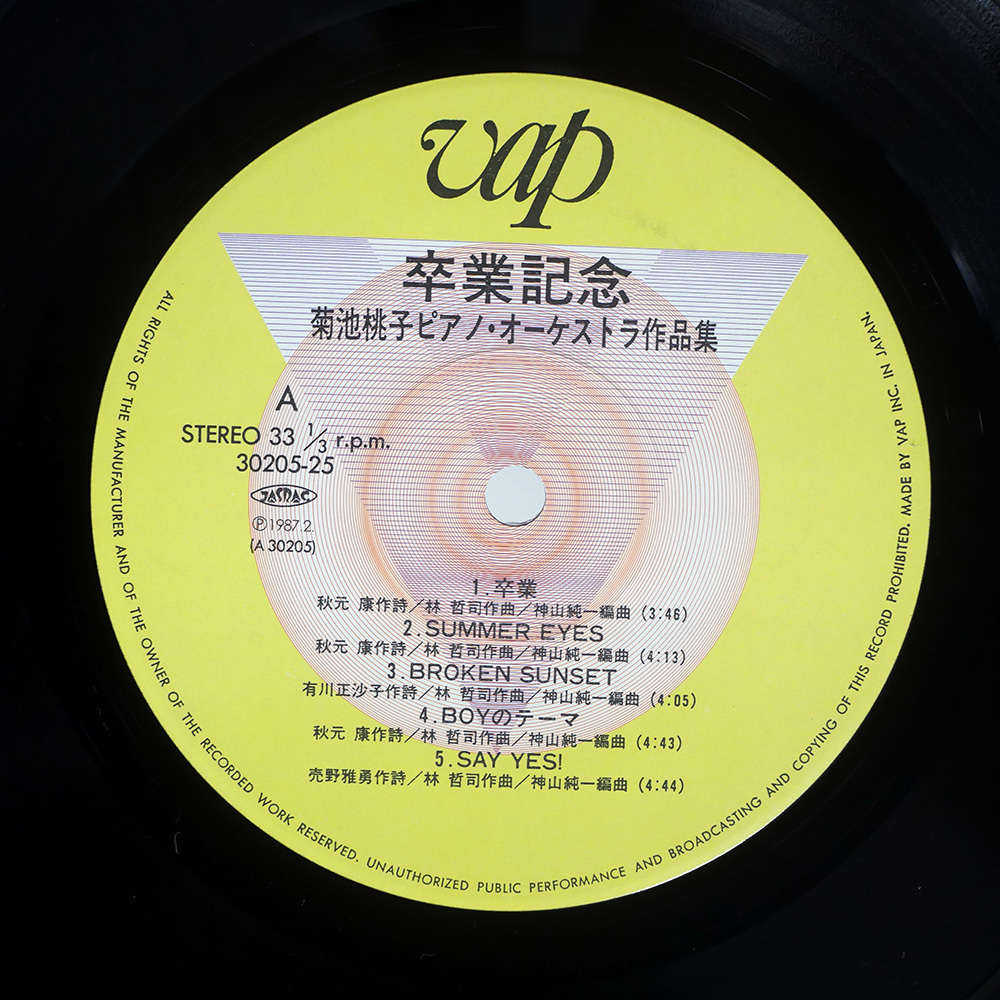 vap
卒業記念
菊池桃子ピアノ・オーケストラ作品集
A
STEREO 33 1/3 r.p.m.
30205-25
JASRAC
Ⓟ1987.2.
(A 30205)
1.卒業
秋元 康作詩／林 哲司作曲／神山純一編曲 (3:46)
2.SUMMER EYES
秋元 康作詩／林 哲司作曲／神山純一編曲 (4:13)
3.BROKEN SUNSET
有川正沙子作詩／林 哲司作曲／神山純一編曲 (4:05)
4.BOYのテーマ
秋元 康作詩／林 哲司作曲／神山純一編曲 (4:43)
5.SAY YES!
売野雅勇作詩／林 哲司作曲／神山純一編曲 (4:44)
ALL RIGHTS OF THE MANUFACTURER AND OF THE OWNER OF THE RECORDED WORK RESERVED. UNAUTHORIZED PUBLIC PERFORMANCE AND BROADCASTING AND COPYING OF THIS RECORD PROHIBITED. MADE BY VAP INC. IN JAPAN.